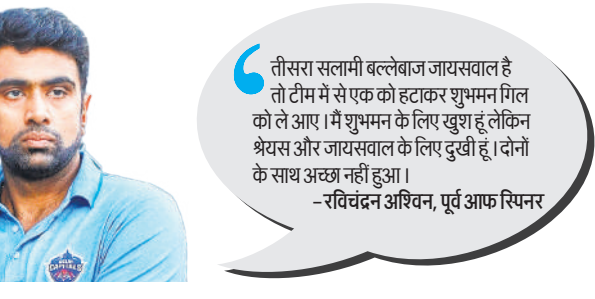 तीसरा सलामी बल्लेबाज जायसवाल है
तो टीम में से एक को हटाकर शुभमन गिल
को ले आए। मैं शुभमन के लिए खुश हूं लेकिन
श्रेयस और जायसवाल के लिए दुखी हूं। दोनों
के साथ अच्छा नहीं हुआ।
–रविचंद्रन अश्विन, पूर्व आफ स्पिनर
CAPITALS